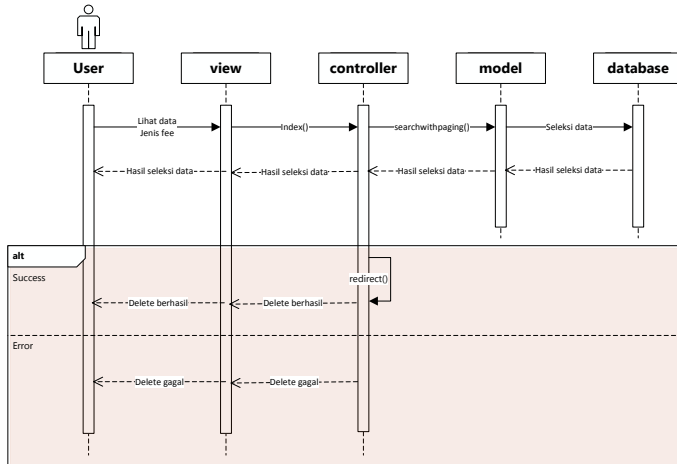 User
view
controller
model
database
Lihat data
Jenis fee
Index()
searchwithpaging()
Seleksi data
Hasil seleksi data
Hasil seleksi data
Hasil seleksi data
Hasil seleksi data
alt
Success
redirect()
Delete berhasil
Delete berhasil
Error
Delete gagal
Delete gagal